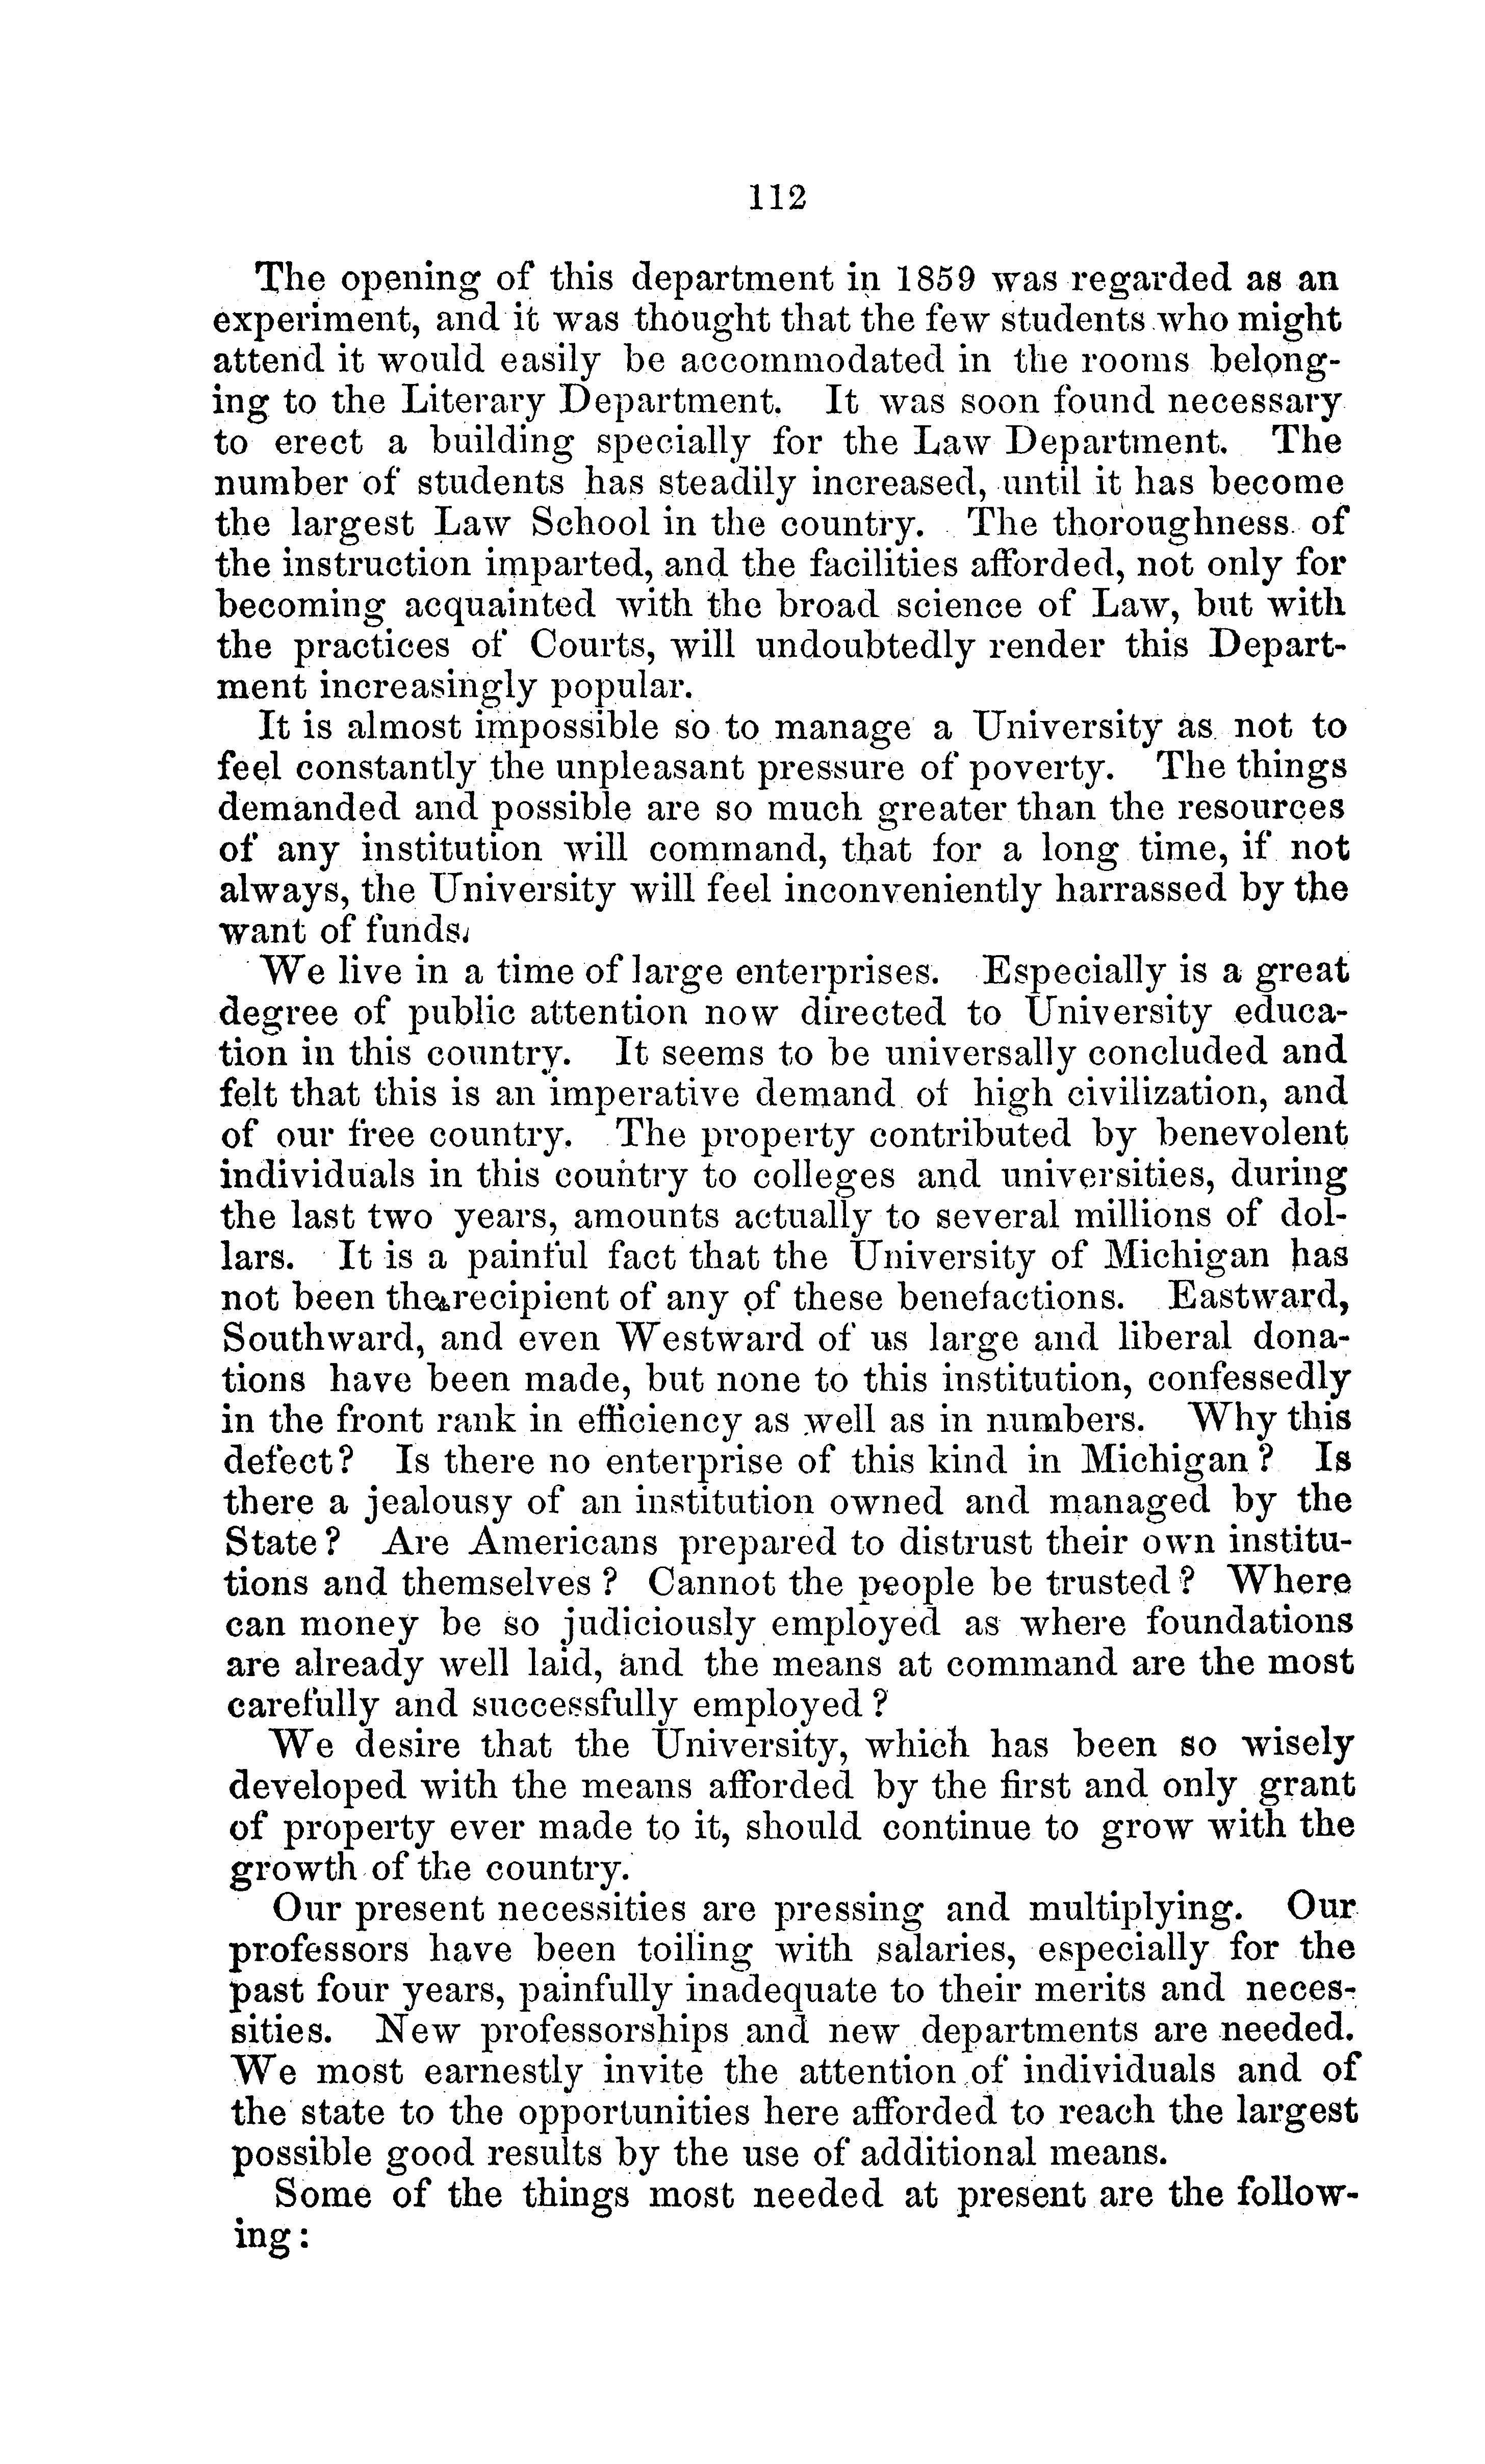 112
The opening of this department in 1859 was regarded as an
experiment, and it was thought that the few students who might
attend it would easily be accommodated in the rooms belong-
ing to the Literary Department. It was soon found necessary
to erect a building specially for the Law Department. The
number of students has steadily increased, until it has become
the largest Law School in the country. The thoroughness of
the instruction imparted, and the facilities afforded, not only for
becoming acquainted with the broad science of Law, but with
the practices of Courts, will undoubtedly render this Depart-
ment increasingly popular.
It is almost impossible so to manage a University as not to
feel constantly the unpleasant pressure of poverty. The things
demanded and possible are so much greater than the resources
of any institution will command, that for a long time, if not
always, the University will feel inconveniently harrassed by the
want of funds.
We live in a time of large enterprises. Especially is a great
degree of public attention now directed to University educa-
tion in this country. It seems to be universally concluded and
felt that this is an imperative demand of high civilization, and
of our free country. The property contributed by benevolent
individuals in this country to colleges and universities, during
the last two years, amounts actually to several millions of dol-
lars. It is a painful fact that the University of Michigan has
not been the recipient of any of these benefactions. Eastward,
Southward, and even Westward of us large and liberal dona-
tions have been made, but none to this institution, confessedly
in the front rank in efficiency as well as in numbers. Why this
defect? Is there no enterprise of this kind in Michigan? Is
there a jealousy of an institution owned and managed by the
State? Are Americans prepared to distrust their own institu-
tions and themselves? Cannot the people be trusted? Where
can money be so judiciously employed as where foundations
are already well laid, and the means at command are the most
carefully and successfully employed?
We desire that the University, which has been so wisely
developed with the means afforded by the first and only grant
of property ever made to it, should continue to grow with the
growth of the country.
Our present necessities are pressing and multiplying. Our
professors have been toiling with salaries, especially for the
past four years, painfully inadequate to their merits and neces-
sities. New professorships and new departments are needed.
We most earnestly invite the attention of individuals and of
the state to the opportunities here afforded to reach the largest
possible good results by the use of additional means.
Some of the things most needed at present are the follow-
ing: